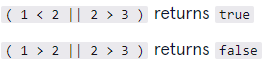 ( 1 < 2 || 2 > 3 ) returns true
( 1 > 2 || 2 > 3 ) returns false